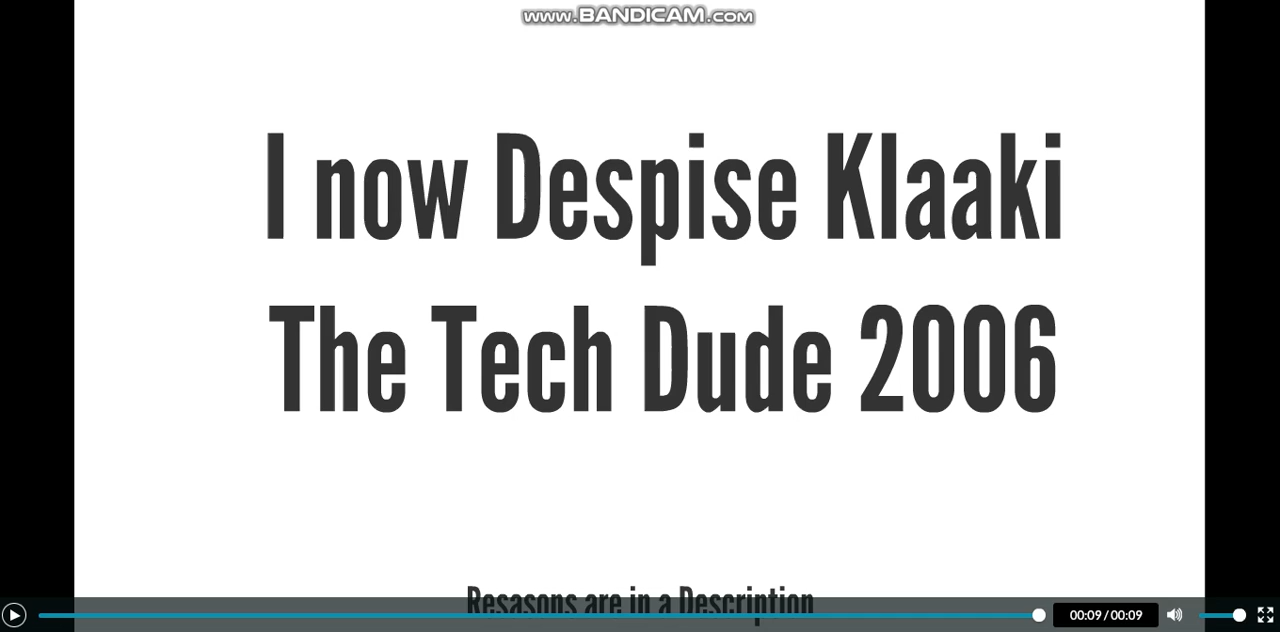 www.BANDICAM.com
I now Despise Klaaki
The Tech Dude 2006
Resasons are in a Description
00:09 / 00:09